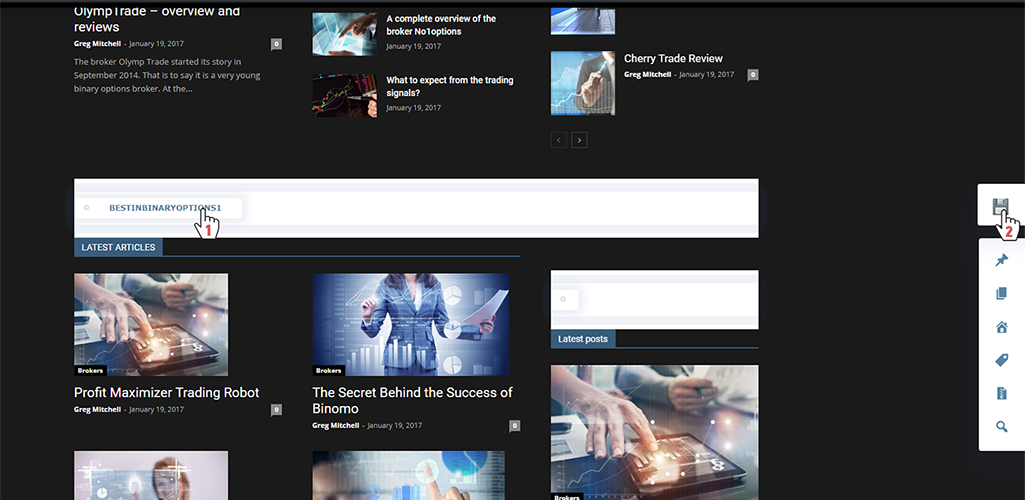 OlympTrade – overview and
reviews
Greg Mitchell - January 19, 2017
0
The broker Olymp Trade started its story in
September 2014. That is to say it is a very young
binary options broker. At the...
A complete overview of the
broker No1options
January 19, 2017
What to expect from the trading
signals?
January 19, 2017
Cherry Trade Review
Greg Mitchell - January 19, 2017
0
BESTINBINARYOPTIONS1
1
2
LATEST ARTICLES
Brokers
Profit Maximizer Trading Robot
Greg Mitchell - January 19, 2017
0
Brokers
The Secret Behind the Success of
Binomo
Greg Mitchell - January 19, 2017
0
Latest posts
Brokers